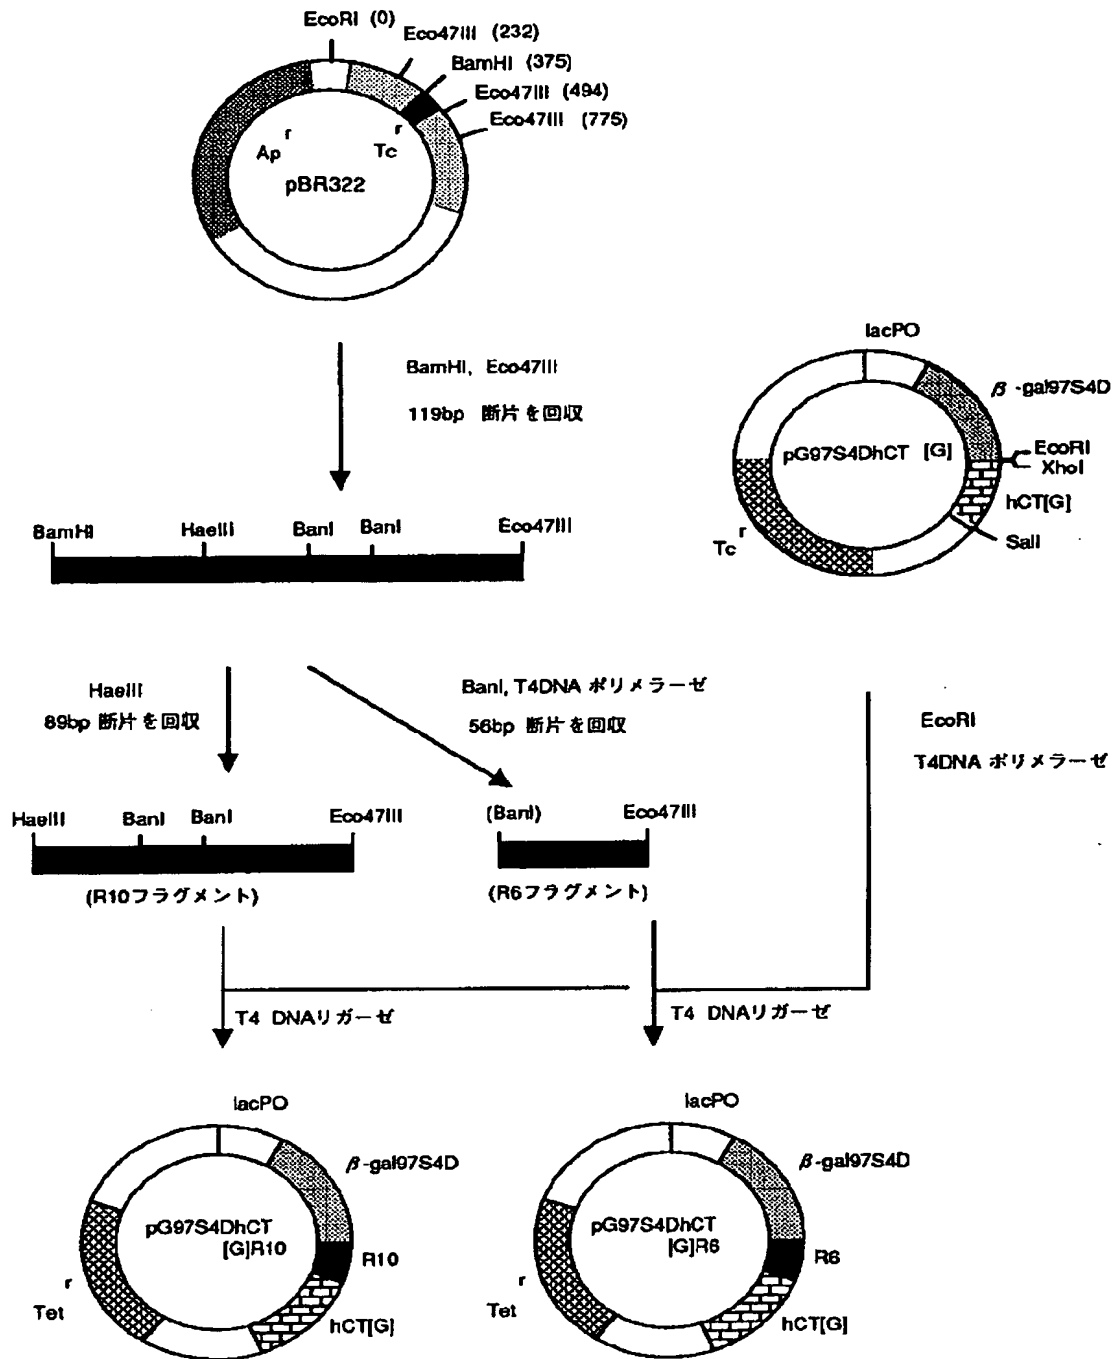 EcoRI (0)
Eco47III (232)
BamHI (375)
Eco47III (494)
Eco47III (775)
r
Ap
r
Tc
pBR322
BamHI, Eco47III
119bp 断片を回収
lacPO
β-gal97S4D
pG97S4DhCT [G]
EcoRI
XhoI
hCT[G]
SalI
r
Tc
BamHI
HaeIII
BanI
BanI
Eco47III
HaeIII
89bp 断片を回収
BanI, T4DNA ポリメラーゼ
56bp 断片を回収
EcoRI
T4DNA ポリメラーゼ
HaeIII
BanI
BanI
Eco47III
(R10フラグメント)
(BanI)
Eco47III
(R6フラグメント)
T4 DNAリガーゼ
T4 DNAリガーゼ
lacPO
β-gal97S4D
pG97S4DhCT
[G]R10
R10
r
Tet
hCT[G]
lacPO
β-gal97S4D
pG97S4DhCT
[G]R6
R6
r
Tet
hCT[G]